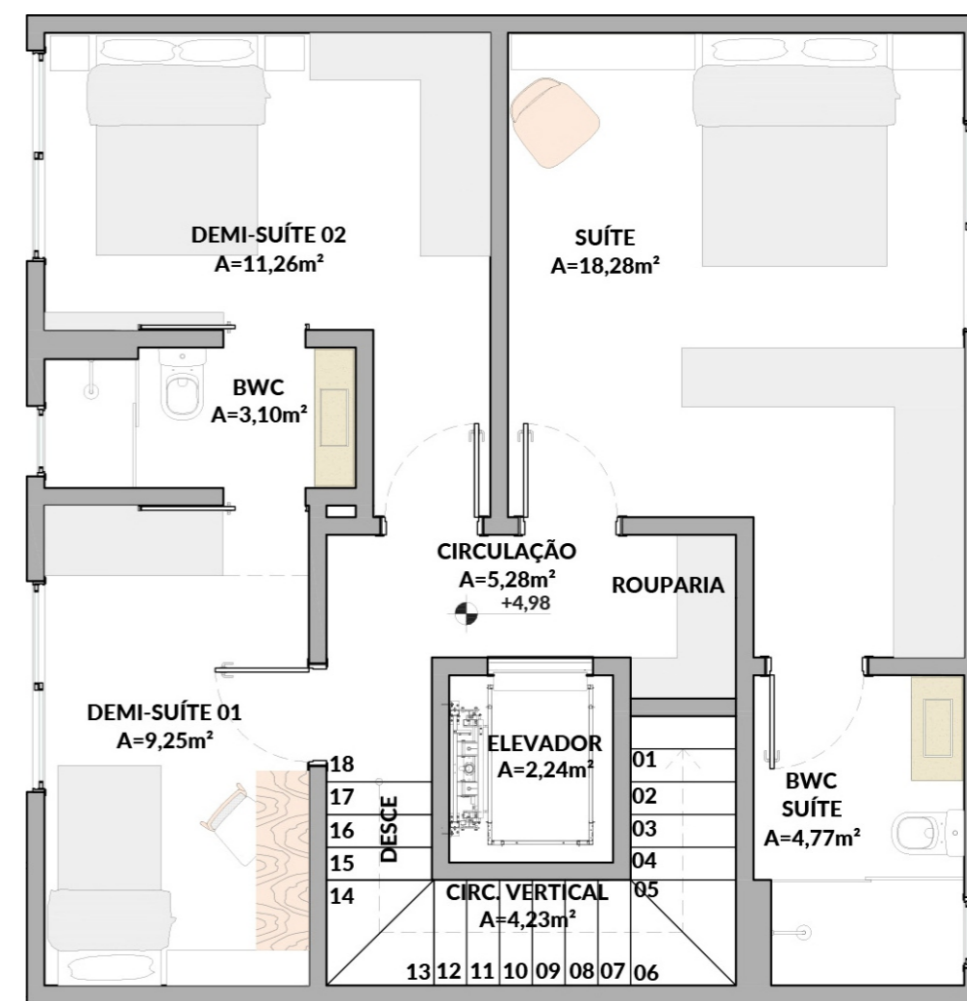 DEMI-SUÍTE 02
A=11,26m²
SUÍTE
A=18,28m²
BWC
A=3,10m²
CIRCULAÇÃO
A=5,28m²
+4,98
ROUPARIA
DEMI-SUÍTE 01
A=9,25m²
ELEVADOR
A=2,24m²
BWC
SUÍTE
A=4,77m²
18
17
16
15
14
DESCE
01
02
03
04
05
CIRC. VERTICAL
A=4,23m²
13 12 11 10 09 08 07 06